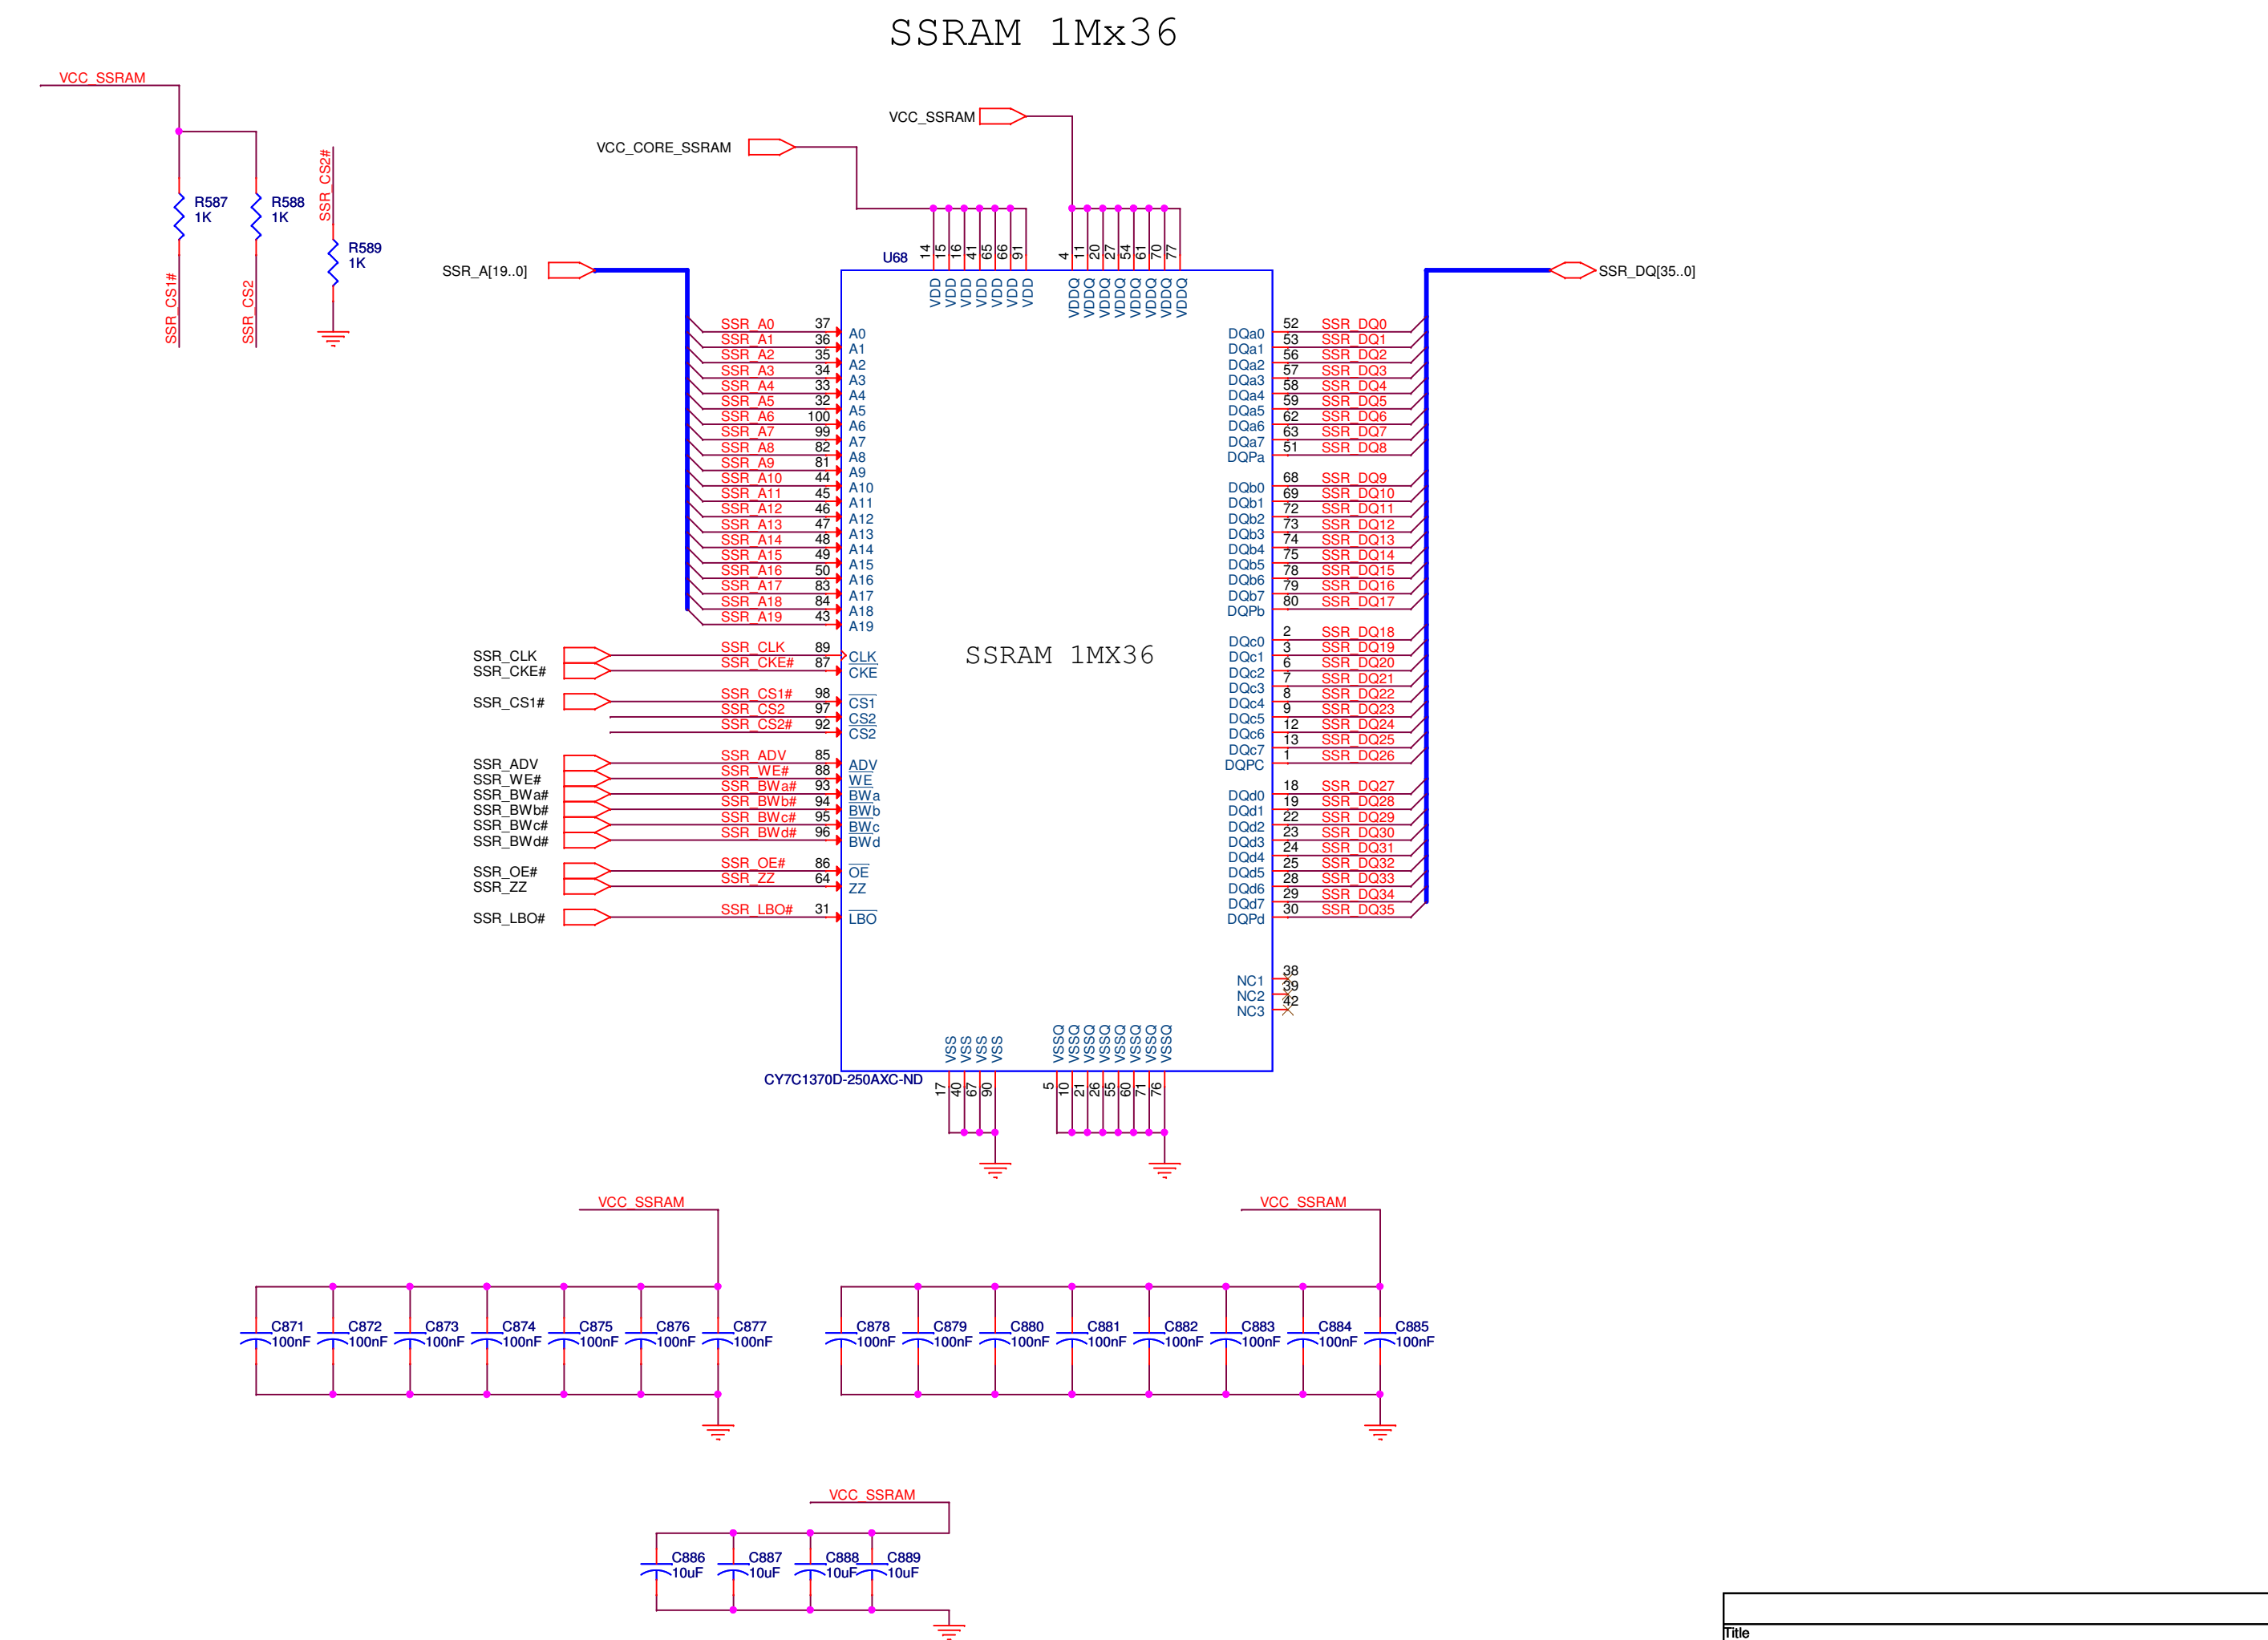 SSRAM 1Mx36
VCC_SSRAM
R587
1K
R588
1K
R589
1K
SSR_CS1#
SSR_CS2
SSR_CS2#
VCC_SSRAM
VCC_CORE_SSRAM
SSR_A[19..0]
SSR_DQ[35..0]
U68
14 15 16 41 65 66 91
VDD VDD VDD VDD VDD VDD VDD
4 11 20 27 54 61 70 77
VDDQ VDDQ VDDQ VDDQ VDDQ VDDQ VDDQ VDDQ
SSR_A0 37 A0
SSR_A1 36 A1
SSR_A2 35 A2
SSR_A3 34 A3
SSR_A4 33 A4
SSR_A5 32 A5
SSR_A6 100 A6
SSR_A7 99 A7
SSR_A8 82 A8
SSR_A9 81 A9
SSR_A10 44 A10
SSR_A11 45 A11
SSR_A12 46 A12
SSR_A13 47 A13
SSR_A14 48 A14
SSR_A15 49 A15
SSR_A16 50 A16
SSR_A17 83 A17
SSR_A18 84 A18
SSR_A19 43 A19
SSR_CLK SSR_CLK 89 CLK
SSR_CKE# SSR_CKE# 87 CKE
SSR_CS1# SSR_CS1# 98 CS1
SSR_CS2 97 CS2
SSR_CS2# 92 CS2
SSR_ADV SSR_ADV 85 ADV
SSR_WE# SSR_WE# 88 WE
SSR_BWa# SSR_BWa# 93 BWa
SSR_BWb# SSR_BWb# 94 BWb
SSR_BWc# SSR_BWc# 95 BWc
SSR_BWd# SSR_BWd# 96 BWd
SSR_OE# SSR_OE# 86 OE
SSR_ZZ SSR_ZZ 64 ZZ
SSR_LBO# SSR_LBO# 31 LBO
SSRAM 1MX36
DQa0 52 SSR_DQ0
DQa1 53 SSR_DQ1
DQa2 56 SSR_DQ2
DQa3 57 SSR_DQ3
DQa4 58 SSR_DQ4
DQa5 59 SSR_DQ5
DQa6 62 SSR_DQ6
DQa7 63 SSR_DQ7
DQPa 51 SSR_DQ8
DQb0 68 SSR_DQ9
DQb1 69 SSR_DQ10
DQb2 72 SSR_DQ11
DQb3 73 SSR_DQ12
DQb4 74 SSR_DQ13
DQb5 75 SSR_DQ14
DQb6 78 SSR_DQ15
DQb7 79 SSR_DQ16
DQPb 80 SSR_DQ17
DQc0 2 SSR_DQ18
DQc1 3 SSR_DQ19
DQc2 6 SSR_DQ20
DQc3 7 SSR_DQ21
DQc4 8 SSR_DQ22
DQc5 9 SSR_DQ23
DQc6 12 SSR_DQ24
DQc7 13 SSR_DQ25
DQPC 1 SSR_DQ26
DQd0 18 SSR_DQ27
DQd1 19 SSR_DQ28
DQd2 22 SSR_DQ29
DQd3 23 SSR_DQ30
DQd4 24 SSR_DQ31
DQd5 25 SSR_DQ32
DQd6 28 SSR_DQ33
DQd7 29 SSR_DQ34
DQPd 30 SSR_DQ35
NC1 38
NC2 39
NC3 42
VSS VSS VSS VSS
VSSQ VSSQ VSSQ VSSQ VSSQ VSSQ VSSQ VSSQ
CY7C1370D-250AXC-ND
17 40 67 90
5 10 21 26 55 60 71 76
VCC_SSRAM
C871 C872 C873 C874 C875 C876 C877
100nF 100nF 100nF 100nF 100nF 100nF 100nF
VCC_SSRAM
C878 C879 C880 C881 C882 C883 C884 C885
100nF 100nF 100nF 100nF 100nF 100nF 100nF 100nF
VCC_SSRAM
C886 C887 C888 C889
10uF 10uF 10uF 10uF
Title